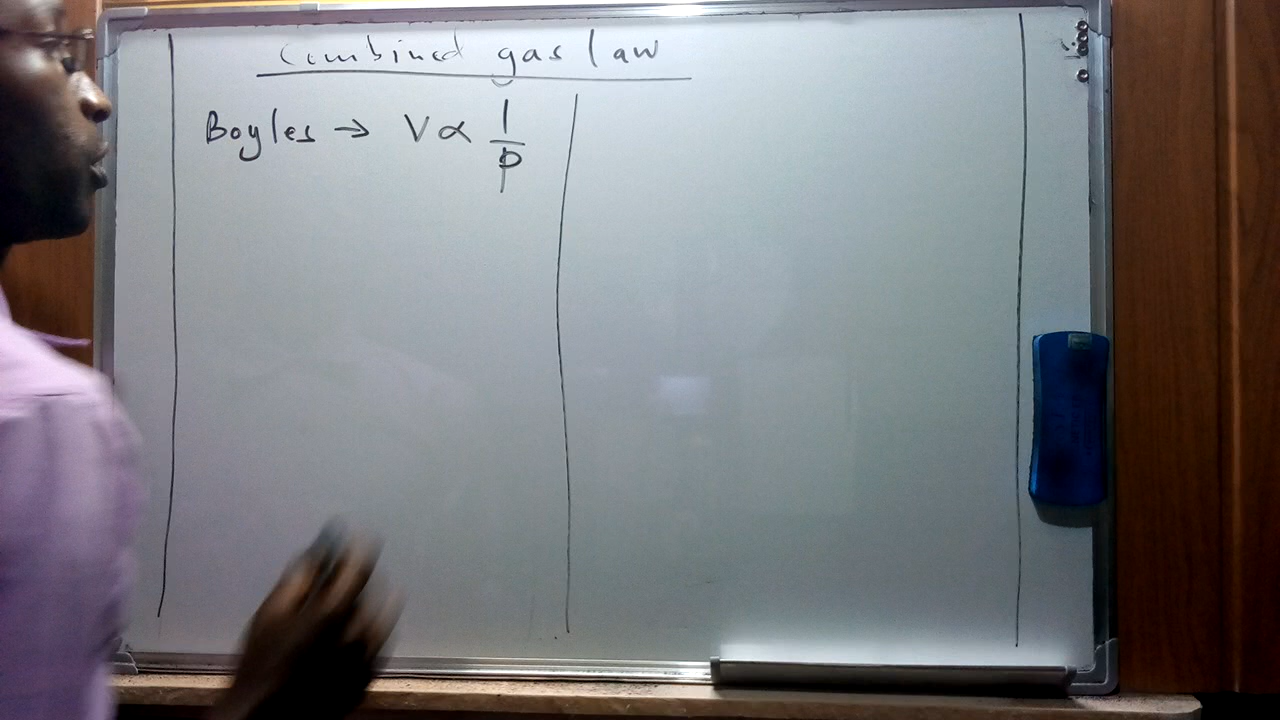 Combined gas law
Boyles → V ∝ 1/p